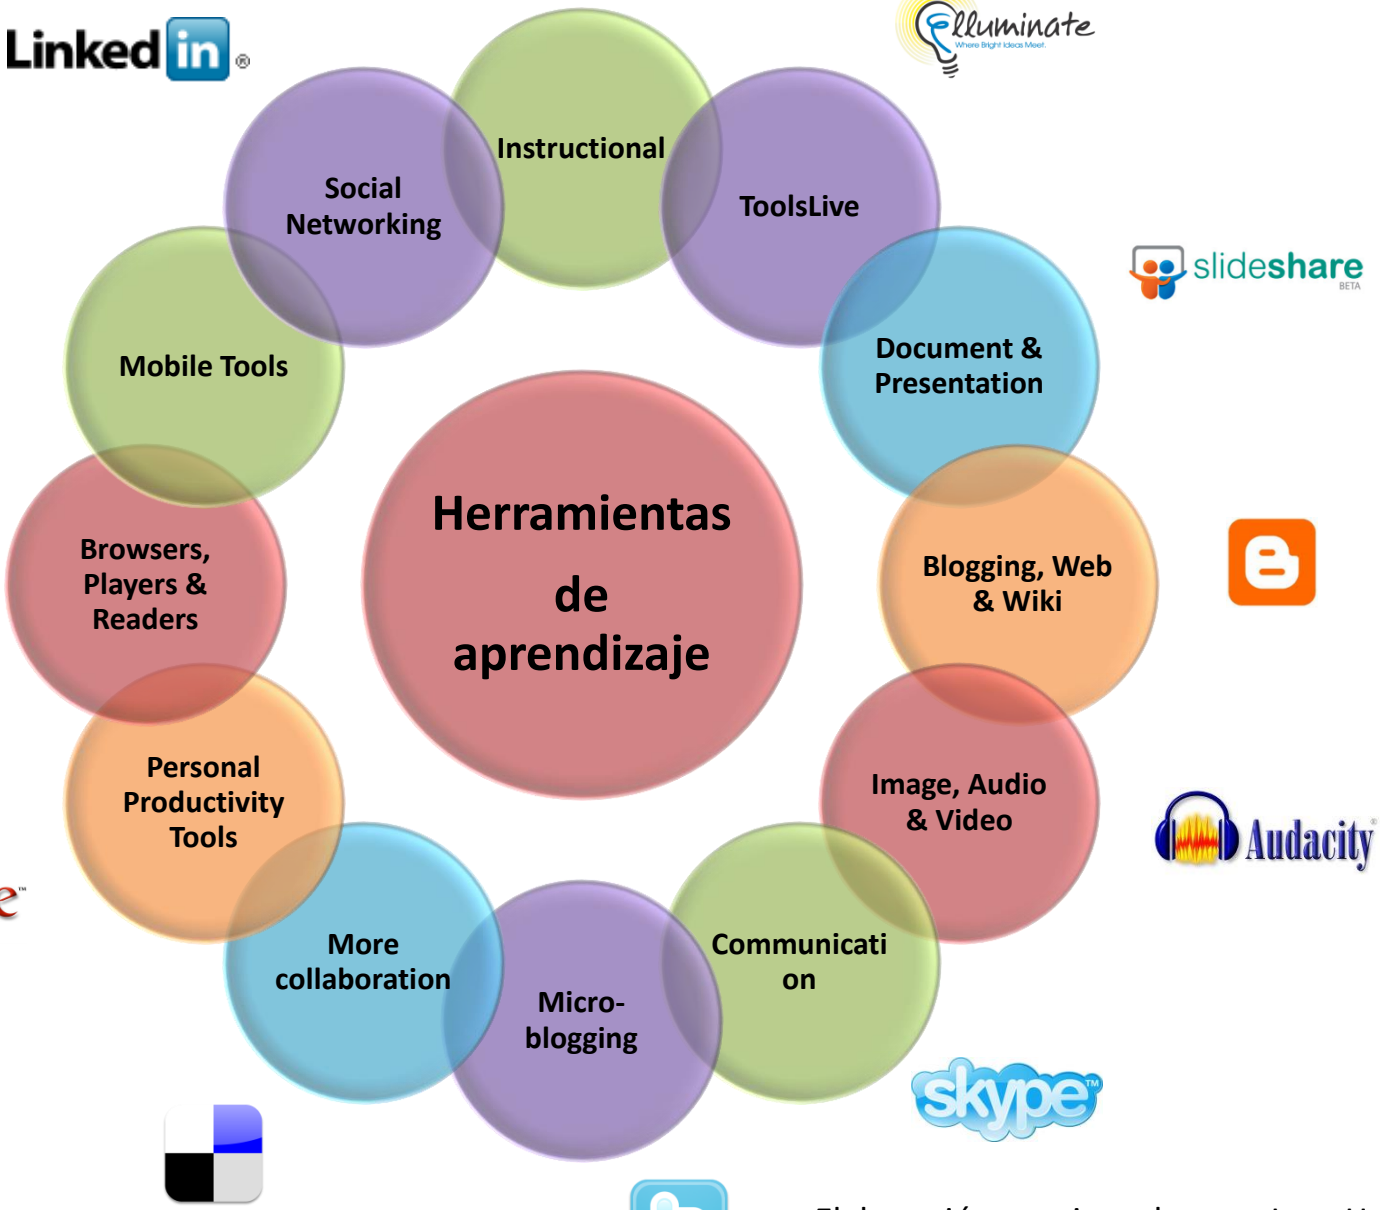 Linked in ®
Elluminate
Where Bright Ideas Meet.
Instructional
Social
Networking
ToolsLive
slideshare
BETA
Document &
Presentation
Mobile Tools
Herramientas
de
aprendizaje
Browsers,
Players &
Readers
Blogging, Web
& Wiki
Personal
Productivity
Tools
Image, Audio
& Video
Audacity®
More
collaboration
Communicati
on
Micro-
blogging
skype™